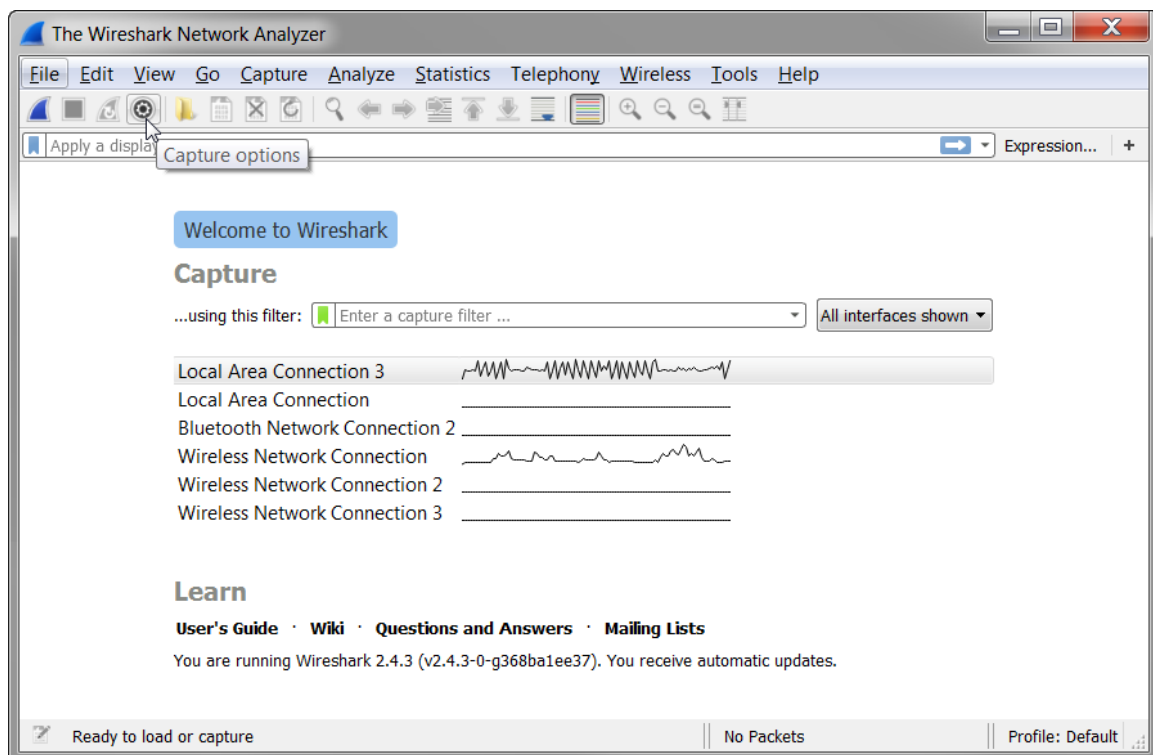 The Wireshark Network Analyzer
File Edit View Go Capture Analyze Statistics Telephony Wireless Tools Help
Apply a display Expression... +
Capture options
Welcome to Wireshark
Capture
...using this filter: Enter a capture filter ... All interfaces shown
Local Area Connection 3
Local Area Connection
Bluetooth Network Connection 2
Wireless Network Connection
Wireless Network Connection 2
Wireless Network Connection 3
Learn
User's Guide · Wiki · Questions and Answers · Mailing Lists
You are running Wireshark 2.4.3 (v2.4.3-0-g368ba1ee37). You receive automatic updates.
Ready to load or capture No Packets Profile: Default